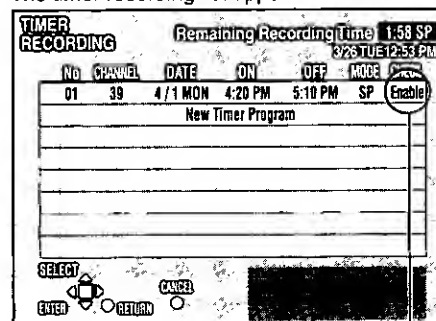 TIMER
RECORDING
Remaining Recording Time 1:58 SP
3/26 TUE 12:53 PM
No CHANNEL DATE ON OFF MODE
01 39 4/1 MON 4:20 PM 5:10 PM SP Enable
New Timer Program
SELECT
CANCEL
ENTER RETURN